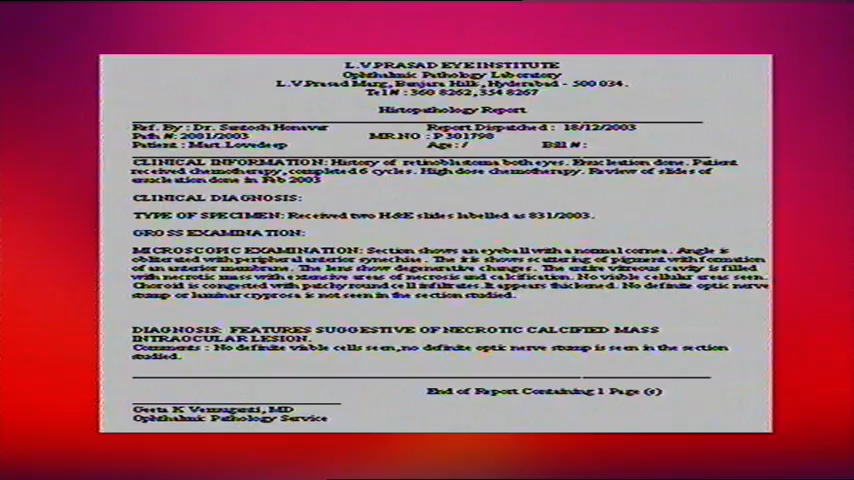 L.V.PRASAD EYE INSTITUTE
Ophthalmic Pathology Laboratory
L.V.Prasad Marg, Banjara Hills, Hyderabad - 500 034.
Tel # : 360 8262, 354 8267
Histopathology Report
Ref. By : Dr. Santosh Honavar Report Dispatched : 18/12/2003
Path #: 2001/2003 MR.NO : P 301798
Patient : Mast. Lovedeep Age : / Bill # :
CLINICAL INFORMATION: History of retinoblastoma both eyes. Enucleation done. Patient
received chemotherapy, completed 6 cycles. High dose chemotherapy. Review of slides of
enucleation done in Feb 2003
CLINICAL DIAGNOSIS:
TYPE OF SPECIMEN: Received two H&E slides labelled as 831/2003.
GROSS EXAMINATION:
MICROSCOPIC EXAMINATION: Section shows an eyeball with a normal cornea. Angle is
obliterated with peripheral anterior synechiae. The iris shows scattering of pigment with formation
of an anterior membrane. The lens show degenerative changes. The entire vitreous cavity is filled
with necrotic mass with extensive areas of necrosis and calcification. No viable cellular areas seen.
Choroid is congested with patchy round cell infiltrates. It appears thickened. No definite optic nerve
stump or laminar cryprosa is not seen in the section studied.
DIAGNOSIS: FEATURES SUGGESTIVE OF NECROTIC CALCIFIED MASS
INTRAOCULAR LESION.
Comments : No definite viable cells seen, no definite optic nerve stump is seen in the section
studied.
End of Report Containing 1 Page (s)
Geeta K Vemuganti, MD
Ophthalmic Pathology Service